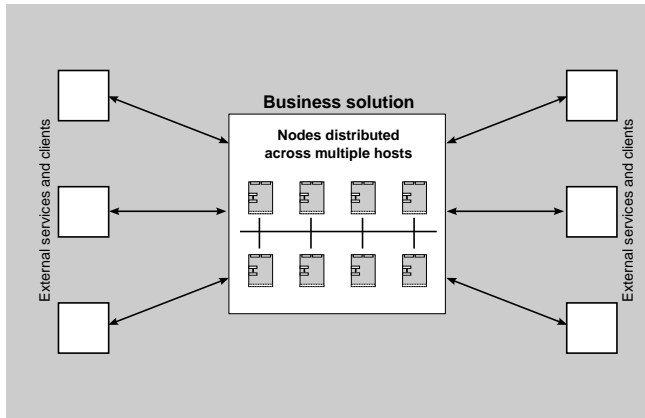 Business solution
Nodes distributed
across multiple hosts
External services and clients
External services and clients